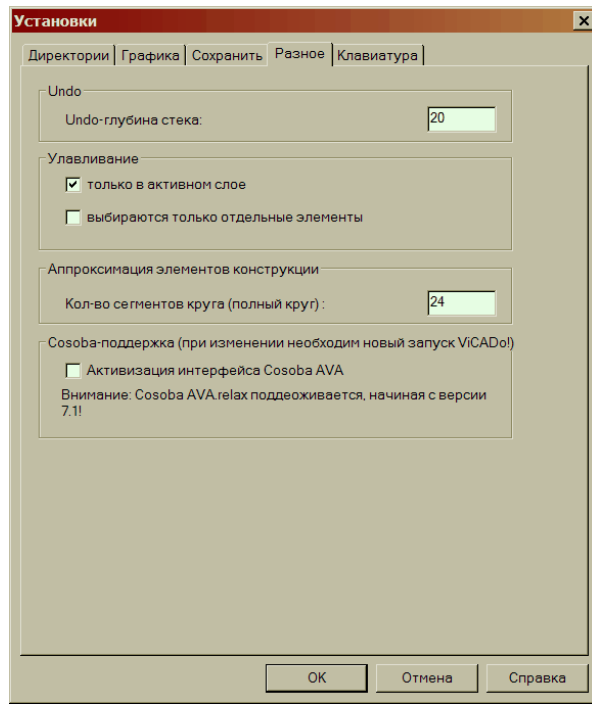 Установки
Директории Графика Сохранить Разное Клавиатура
Undo
Undo-глубина стека: 20
Улавливание
только в активном слое
выбираются только отдельные элементы
Аппроксимация элементов конструкции
Кол-во сегментов круга (полный круг) : 24
Cosoba-поддержка (при изменении необходим новый запуск ViCADo!)
Активизация интерфейса Cosoba AVA
Внимание: Cosoba AVA.relax поддеоживается, начиная с версии
7.1!
OK Отмена Справка